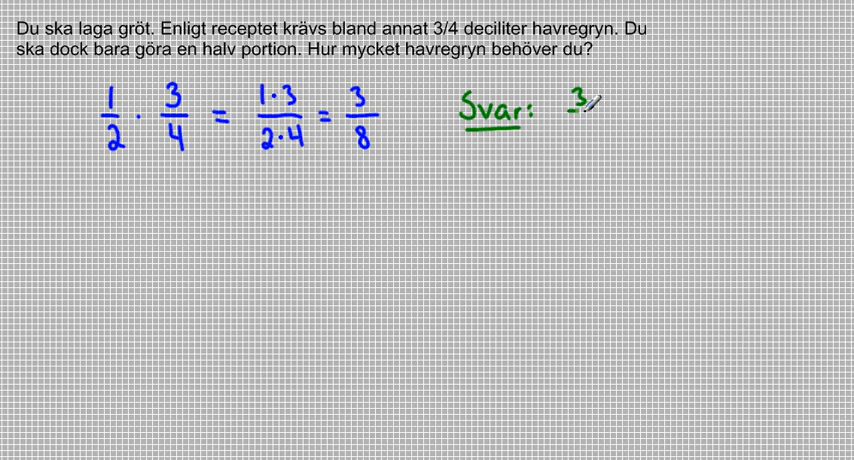 Du ska laga gröt. Enligt receptet krävs bland annat 3/4 deciliter havregryn. Du
ska dock bara göra en halv portion. Hur mycket havregryn behöver du?
1/2 · 3/4 = 1·3/2·4 = 3/8 Svar: 3